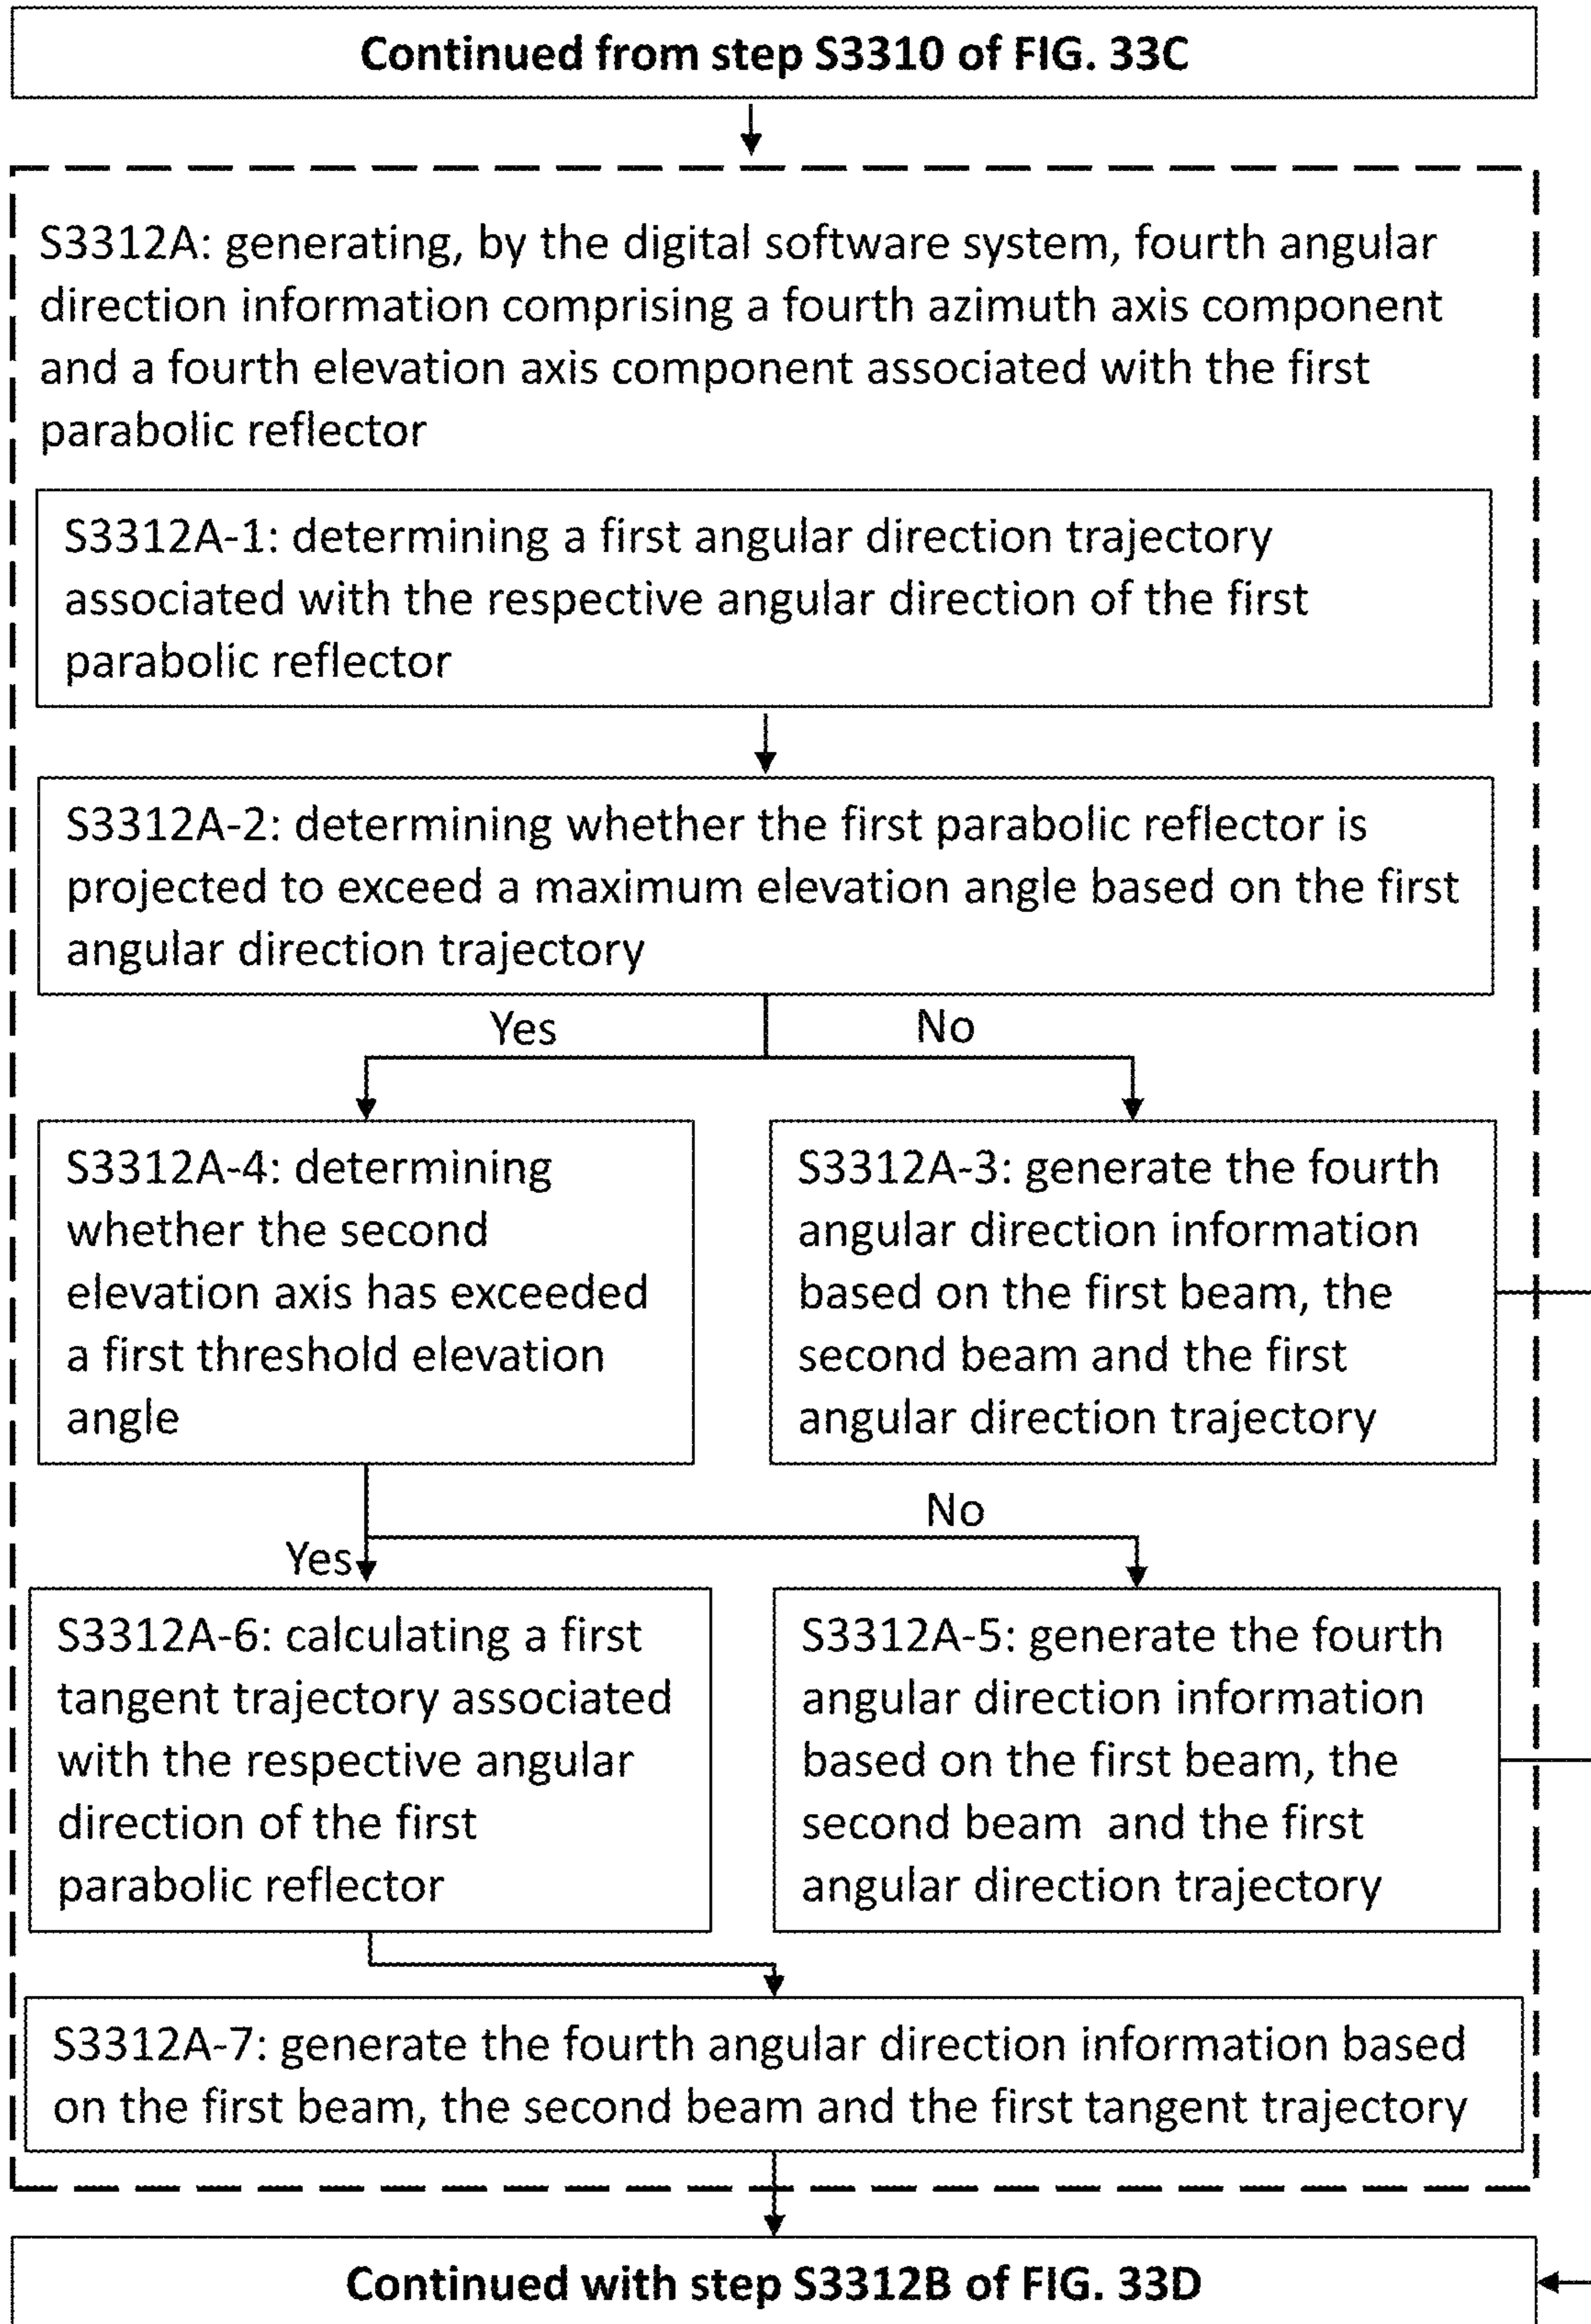 Continued from step S3310 of FIG. 33C
S3312A: generating, by the digital software system, fourth angular
direction information comprising a fourth azimuth axis component
and a fourth elevation axis component associated with the first
parabolic reflector
S3312A-1: determining a first angular direction trajectory
associated with the respective angular direction of the first
parabolic reflector
S3312A-2: determining whether the first parabolic reflector is
projected to exceed a maximum elevation angle based on the first
angular direction trajectory
Yes
No
S3312A-4: determining
whether the second
elevation axis has exceeded
a first threshold elevation
angle
S3312A-3: generate the fourth
angular direction information
based on the first beam, the
second beam and the first
angular direction trajectory
No
Yes
S3312A-6: calculating a first
tangent trajectory associated
with the respective angular
direction of the first
parabolic reflector
S3312A-5: generate the fourth
angular direction information
based on the first beam, the
second beam  and the first
angular direction trajectory
S3312A-7: generate the fourth angular direction information based
on the first beam, the second beam and the first tangent trajectory
Continued with step S3312B of FIG. 33D